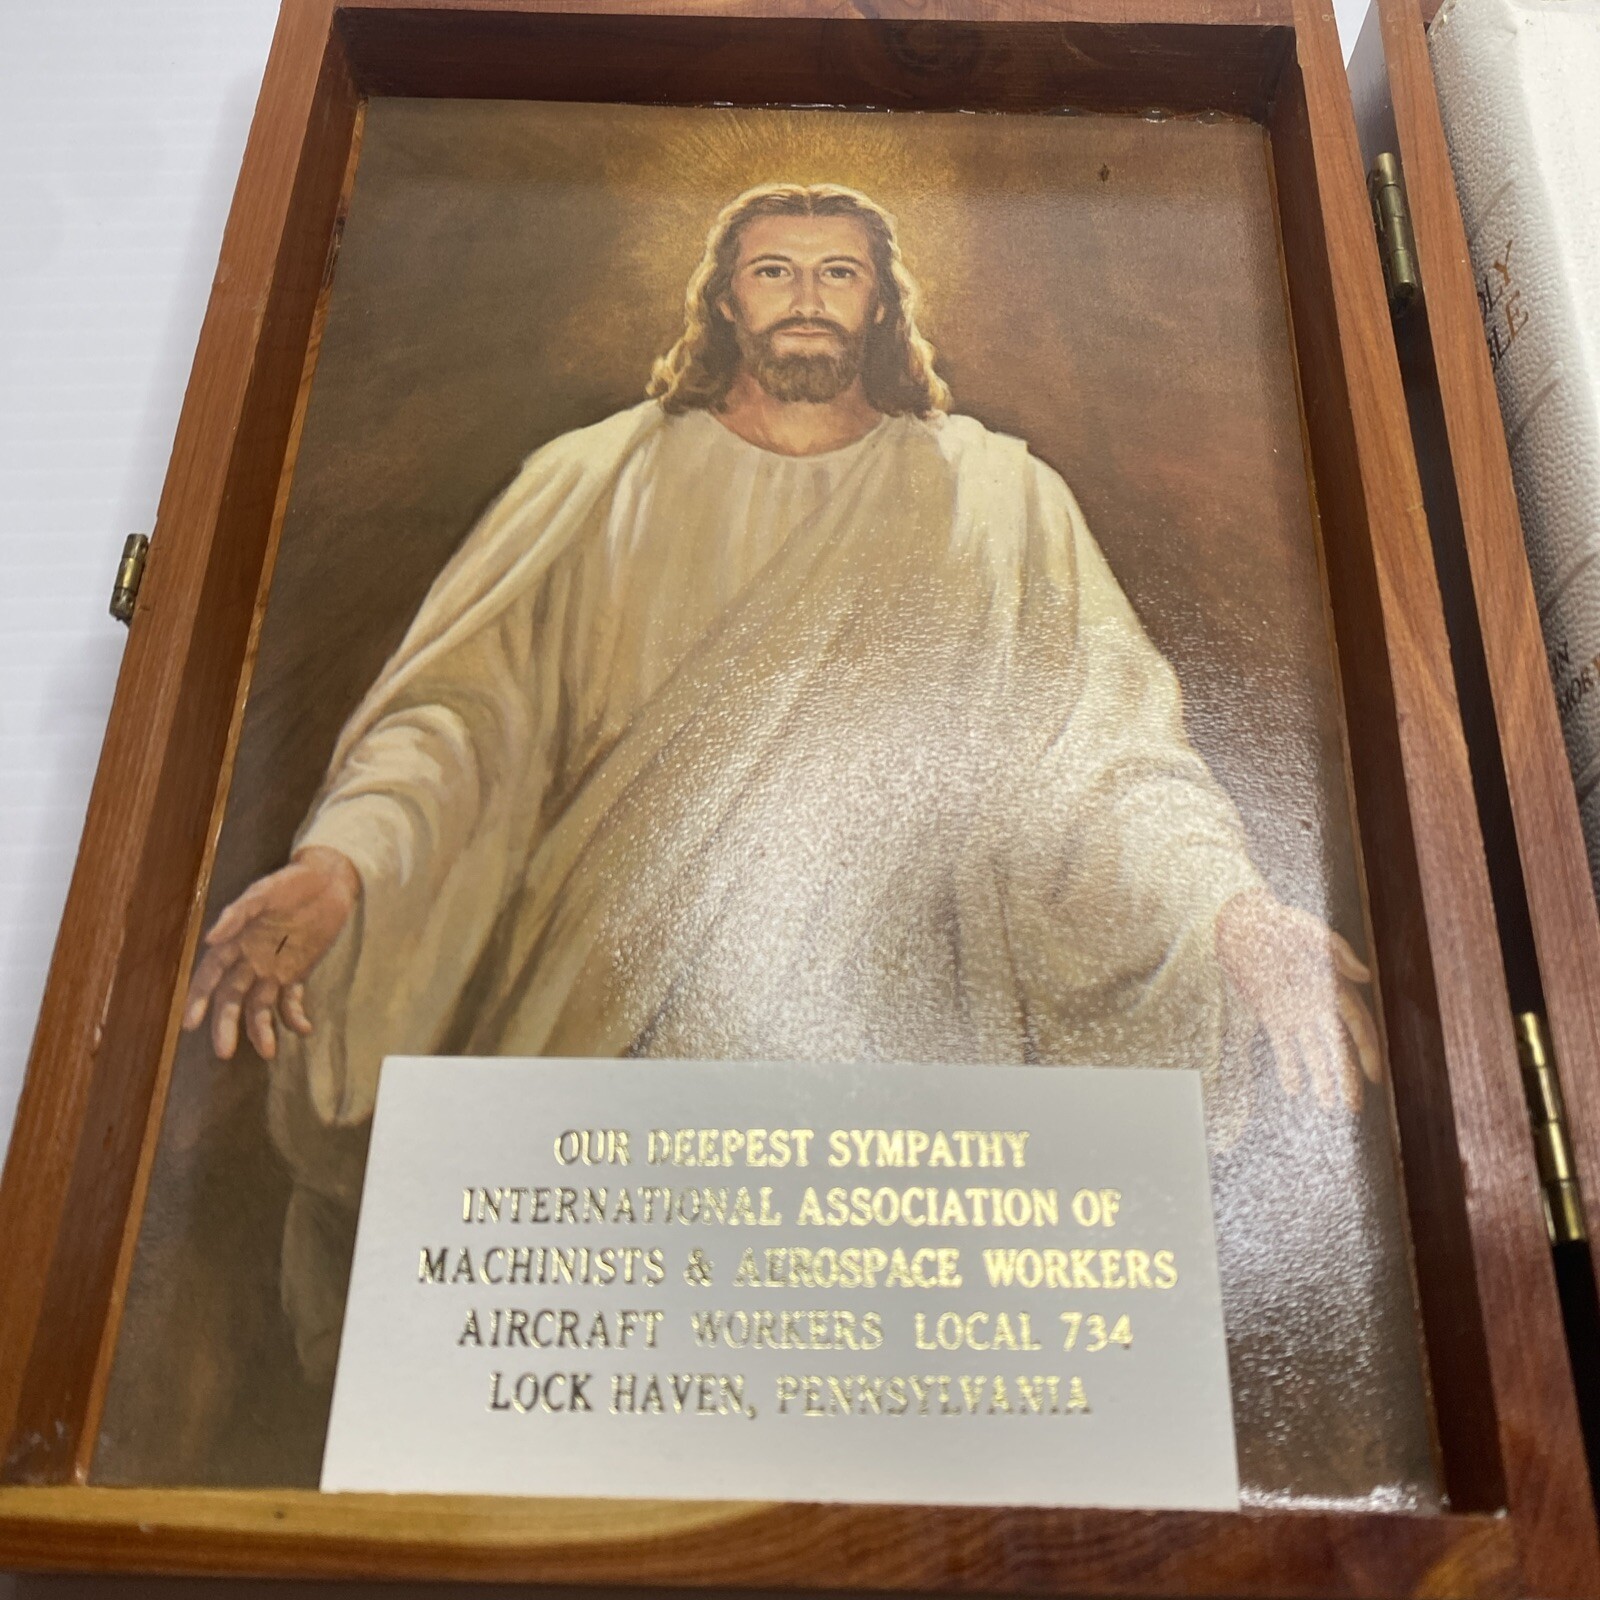 OUR DEEPEST SYMPATHY
INTERNATIONAL ASSOCIATION OF
MACHINISTS & AEROSPACE WORKERS
AIRCRAFT WORKERS LOCAL 734
LOCK HAVEN, PENNSYLVANIA